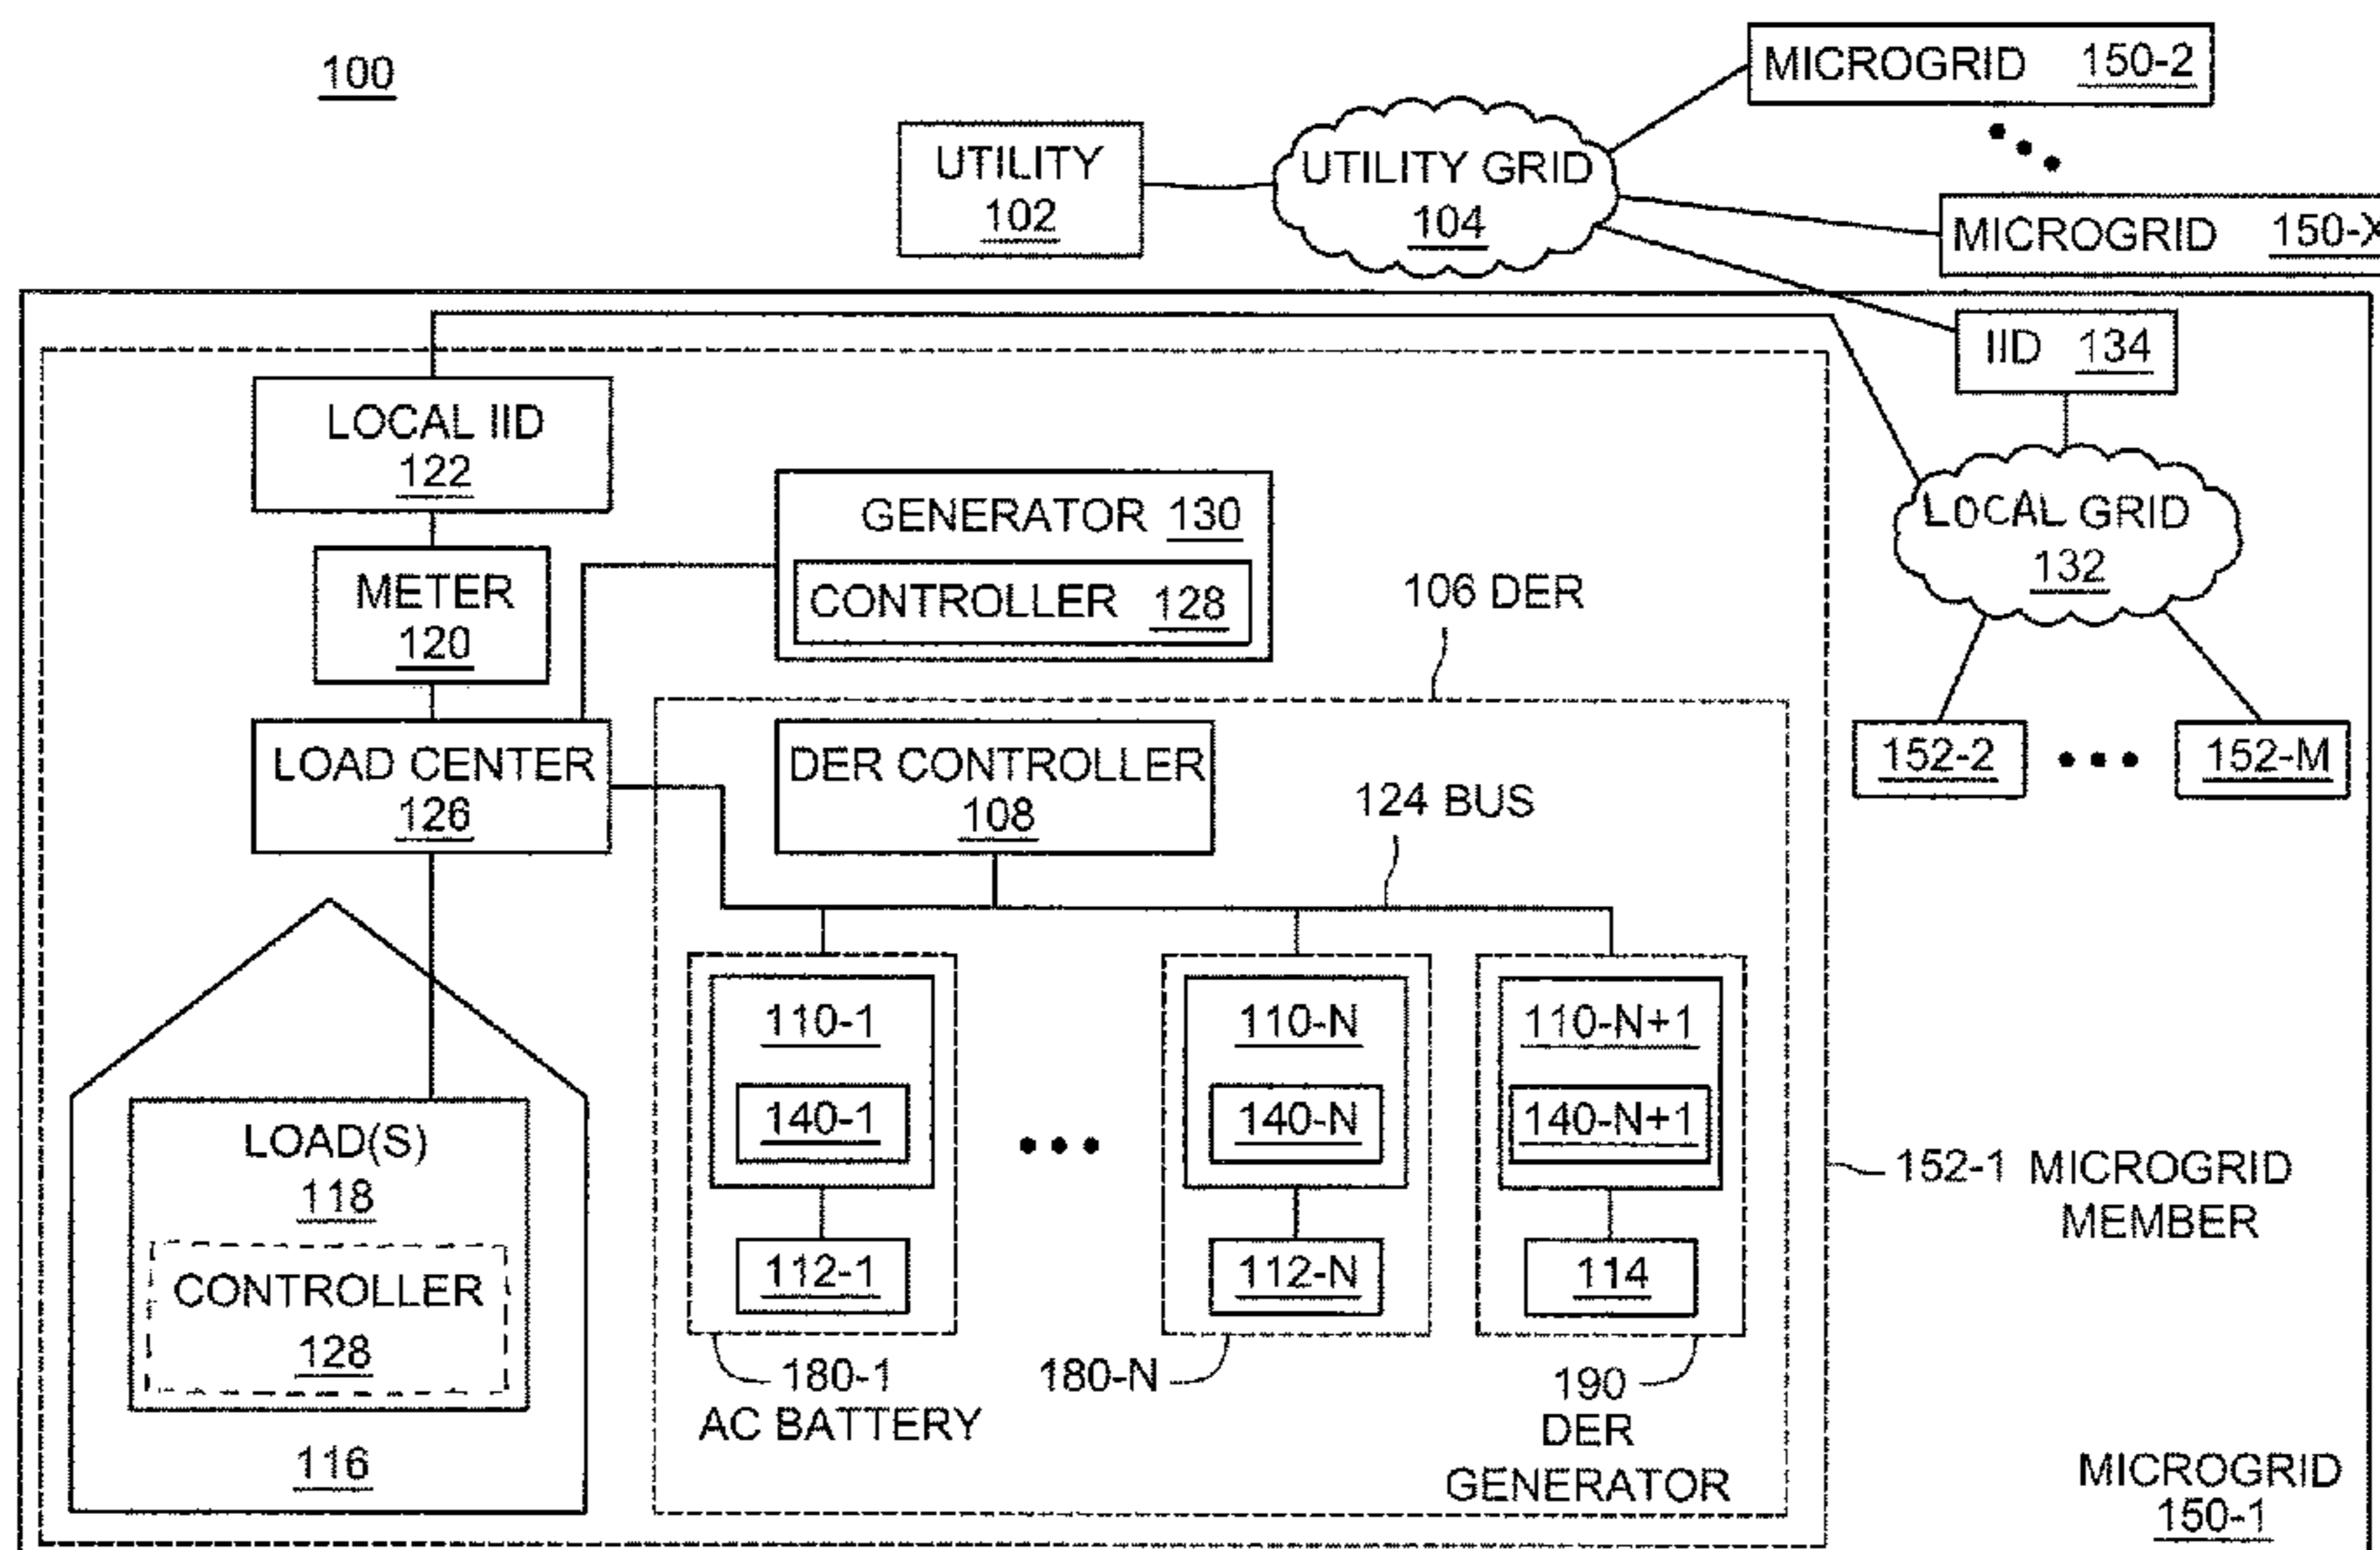 100
MICROGRID 150-2
UTILITY
102
UTILITY GRID
104
MICROGRID 150-X
IID 134
LOCAL IID
122
GENERATOR 130
CONTROLLER 128
LOCAL GRID
132
METER
120
106 DER
LOAD CENTER
126
DER CONTROLLER
108
124 BUS
152-2
152-M
110-1
110-N
110-N+1
140-1
140-N
140-N+1
LOAD(S)
118
152-1 MICROGRID
MEMBER
112-1
112-N
114
CONTROLLER
128
180-1
AC BATTERY
180-N
190
DER
GENERATOR
116
MICROGRID
150-1